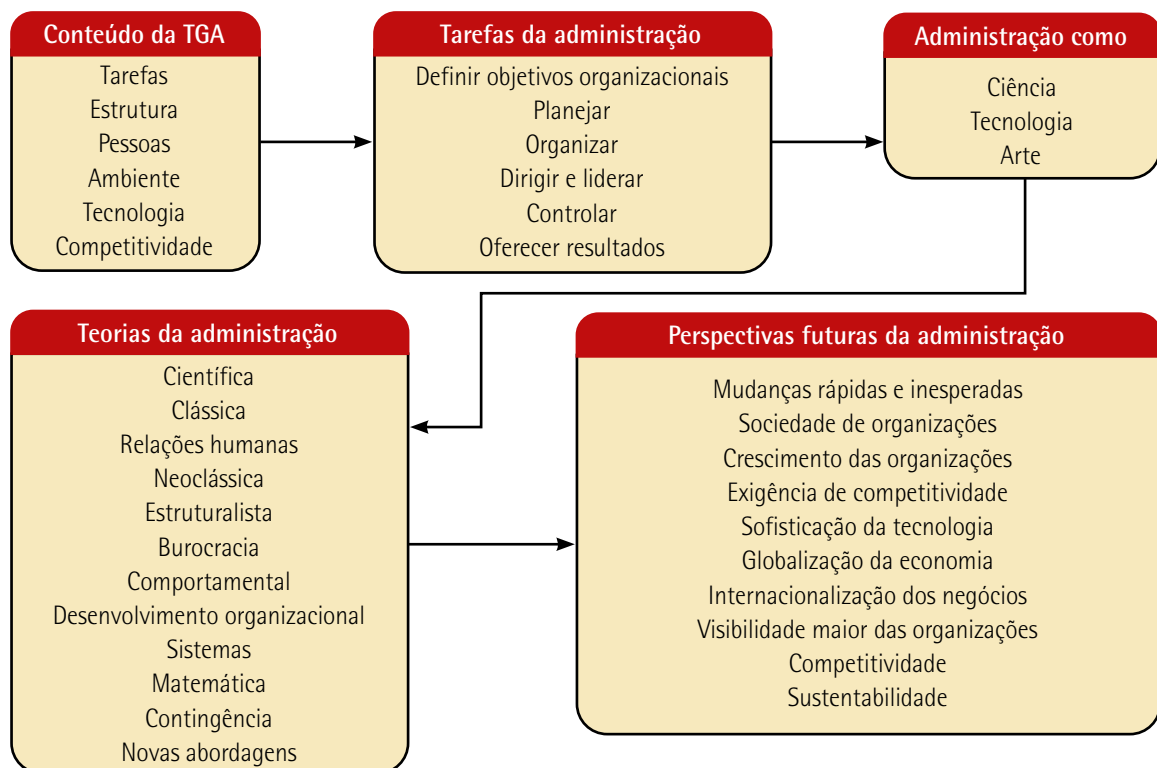 Conteúdo da TGA
Tarefas
Estrutura
Pessoas
Ambiente
Tecnologia
Competitividade
Tarefas da administração
Definir objetivos organizacionais
Planejar
Organizar
Dirigir e liderar
Controlar
Oferecer resultados
Administração como
Ciência
Tecnologia
Arte
Teorias da administração
Científica
Clássica
Relações humanas
Neoclássica
Estruturalista
Burocracia
Comportamental
Desenvolvimento organizacional
Sistemas
Matemática
Contingência
Novas abordagens
Perspectivas futuras da administração
Mudanças rápidas e inesperadas
Sociedade de organizações
Crescimento das organizações
Exigência de competitividade
Sofisticação da tecnologia
Globalização da economia
Internacionalização dos negócios
Visibilidade maior das organizações
Competitividade
Sustentabilidade